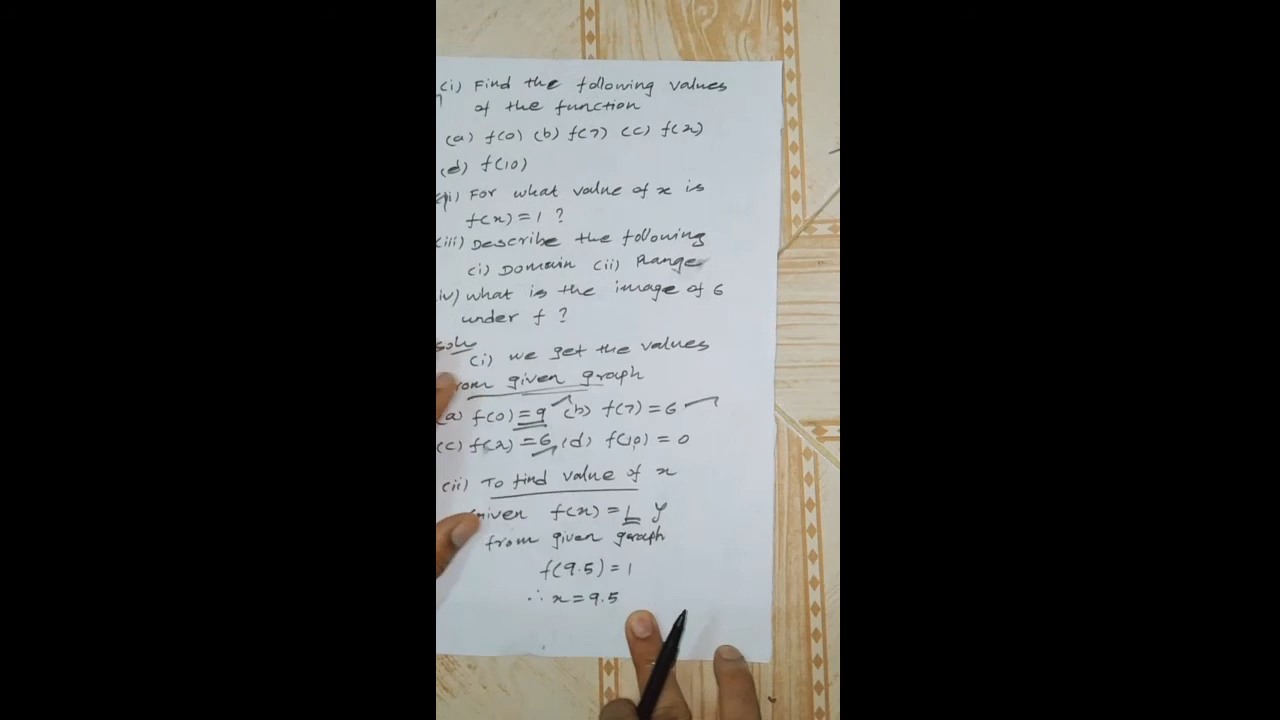 (i) Find the following values
of the function
(a) f(0) (b) f(7) (c) f(2)
(d) f(10)
(ii) For what value of x is
f(x) = 1 ?
(iii) Describe the following
(i) Domain (ii) Range
(iv) what is the image of 6
under f ?
Soln
(i) we get the values
from given graph
(a) f(0) = 9 (b) f(7) = 6
(c) f(2) = 6 (d) f(10) = 0
(ii) To find value of x
Given f(x) = 1 y
from given graph
f(9.5) = 1
∴ x = 9.5